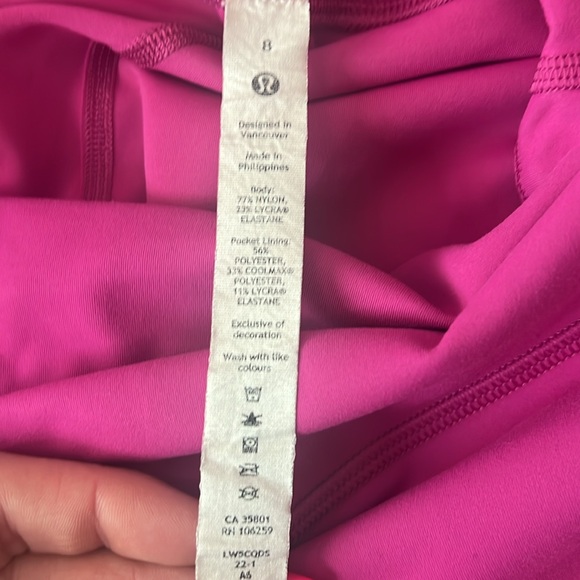 8
Designed in
Vancouver
Made in
Philippines
Body:
77% NYLON,
23% LYCRA®
ELASTANE
Pocket Lining:
56%
POLYESTER,
33% COOLMAX®
POLYESTER,
11% LYCRA®
ELASTANE
Exclusive of
decoration
Wash with like
colours
CA 35801
RN 106259
LW5CQDS
22-1
A6